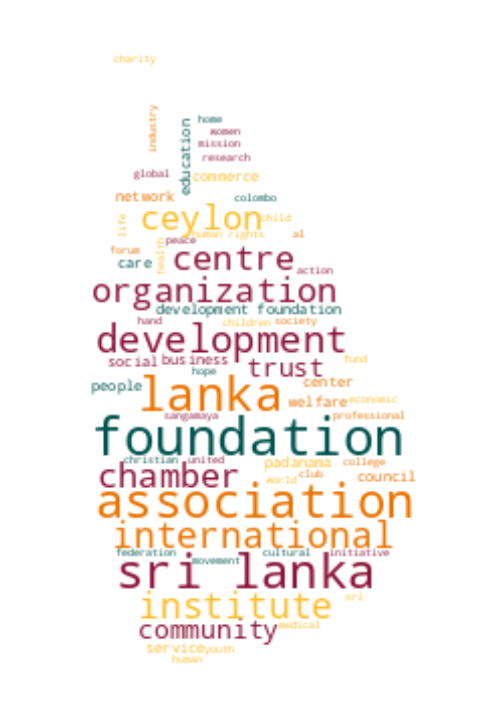 charity
industry
education
home
women
mission
research
global
commerce
network
colombo
life
ceylon
child
human rights
al
peace
forum
health
care
centre
action
organization
development foundation
hand
children
society
development
social
business
trust
fund
hope
people
lanka
center
welfare
economic
sangamaya
professional
foundation
christian
united
padanama
college
chamber
world
club
council
association
international
federation
movement
cultural
initiative
sri lanka
institute
sri
community
medical
service
youth
human